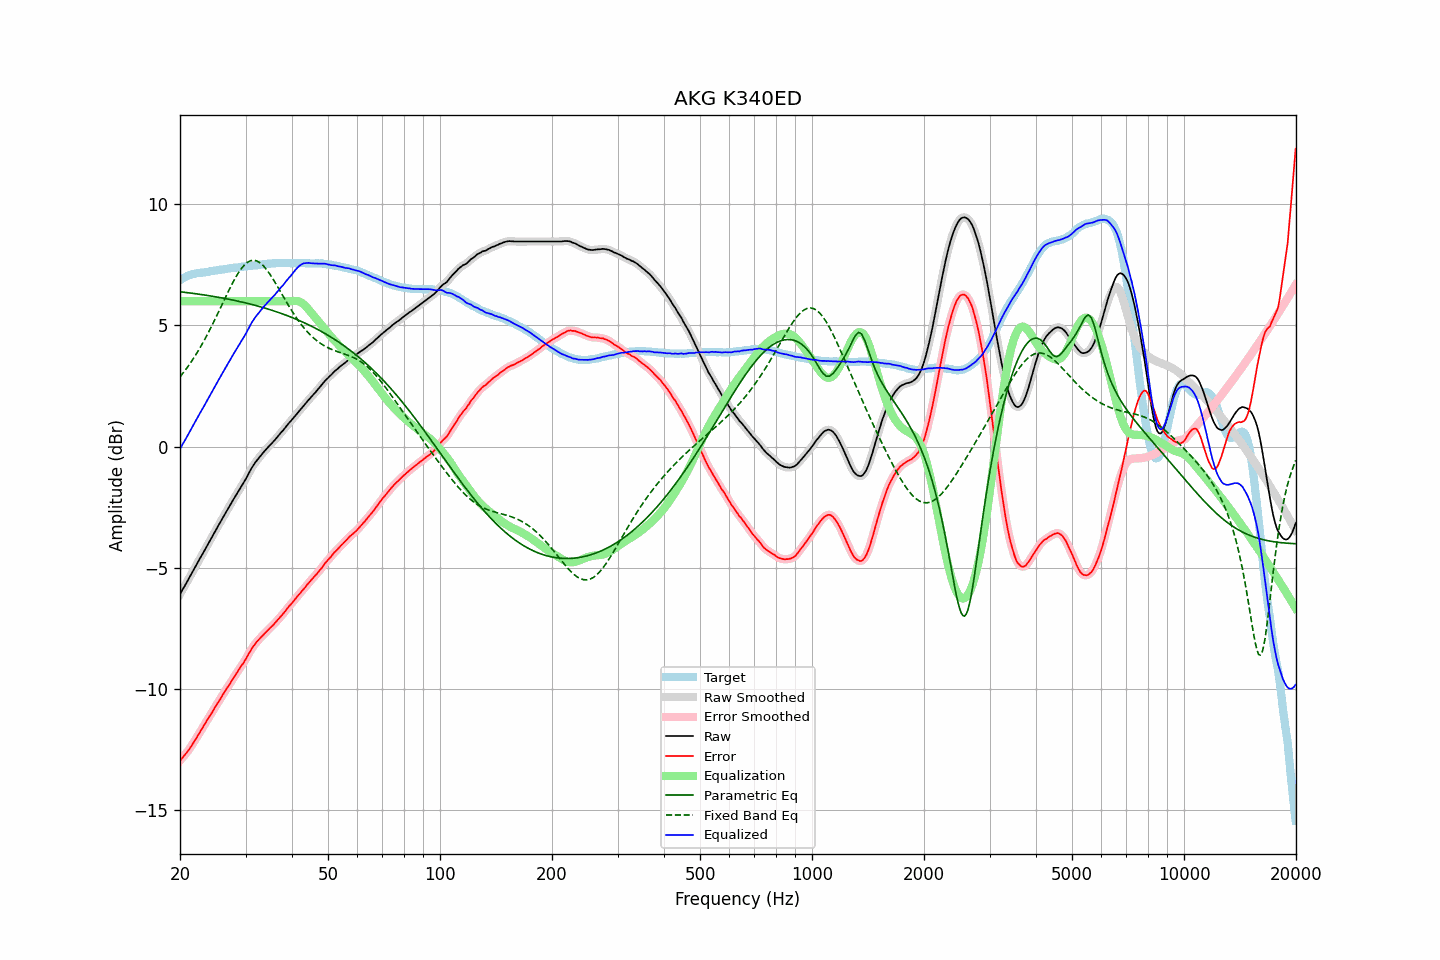 AKG K340ED
Amplitude (dBr)
10
5
0
−5
−10
−15
20
50
100
200
500
1000
2000
5000
10000
20000
Frequency (Hz)
Target
Raw Smoothed
Error Smoothed
Raw
Error
Equalization
Parametric Eq
Fixed Band Eq
Equalized